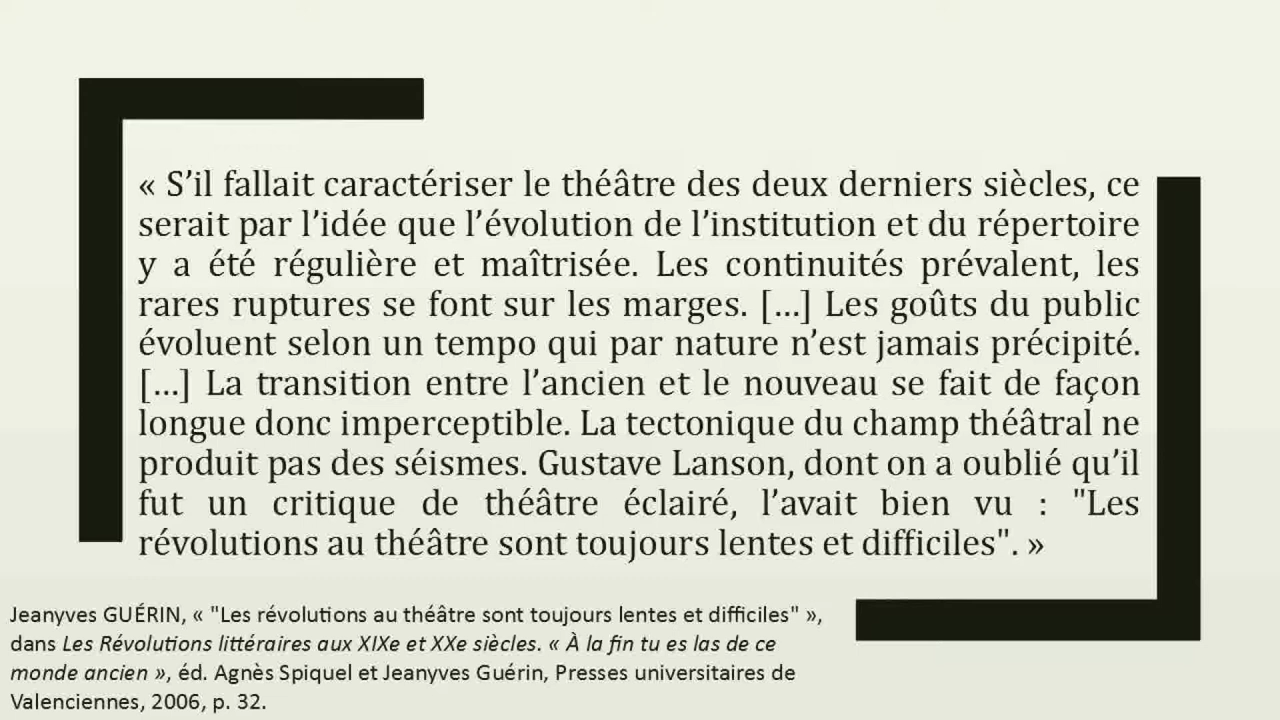 « S’il fallait caractériser le théâtre des deux derniers siècles, ce
serait par l’idée que l’évolution de l’institution et du répertoire
y a été régulière et maîtrisée. Les continuités prévalent, les
rares ruptures se font sur les marges. [...] Les goûts du public
évoluent selon un tempo qui par nature n’est jamais précipité.
[...] La transition entre l’ancien et le nouveau se fait de façon
longue donc imperceptible. La tectonique du champ théâtral ne
produit pas des séismes. Gustave Lanson, dont on a oublié qu’il
fut un critique de théâtre éclairé, l’avait bien vu : "Les
révolutions au théâtre sont toujours lentes et difficiles". »
Jeanyves GUÉRIN, « "Les révolutions au théâtre sont toujours lentes et difficiles" »,
dans Les Révolutions littéraires aux XIXe et XXe siècles. « À la fin tu es las de ce
monde ancien », éd. Agnès Spiquel et Jeanyves Guérin, Presses universitaires de
Valenciennes, 2006, p. 32.